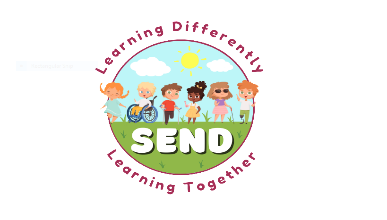 Learning Differently
SEND
Learning Together